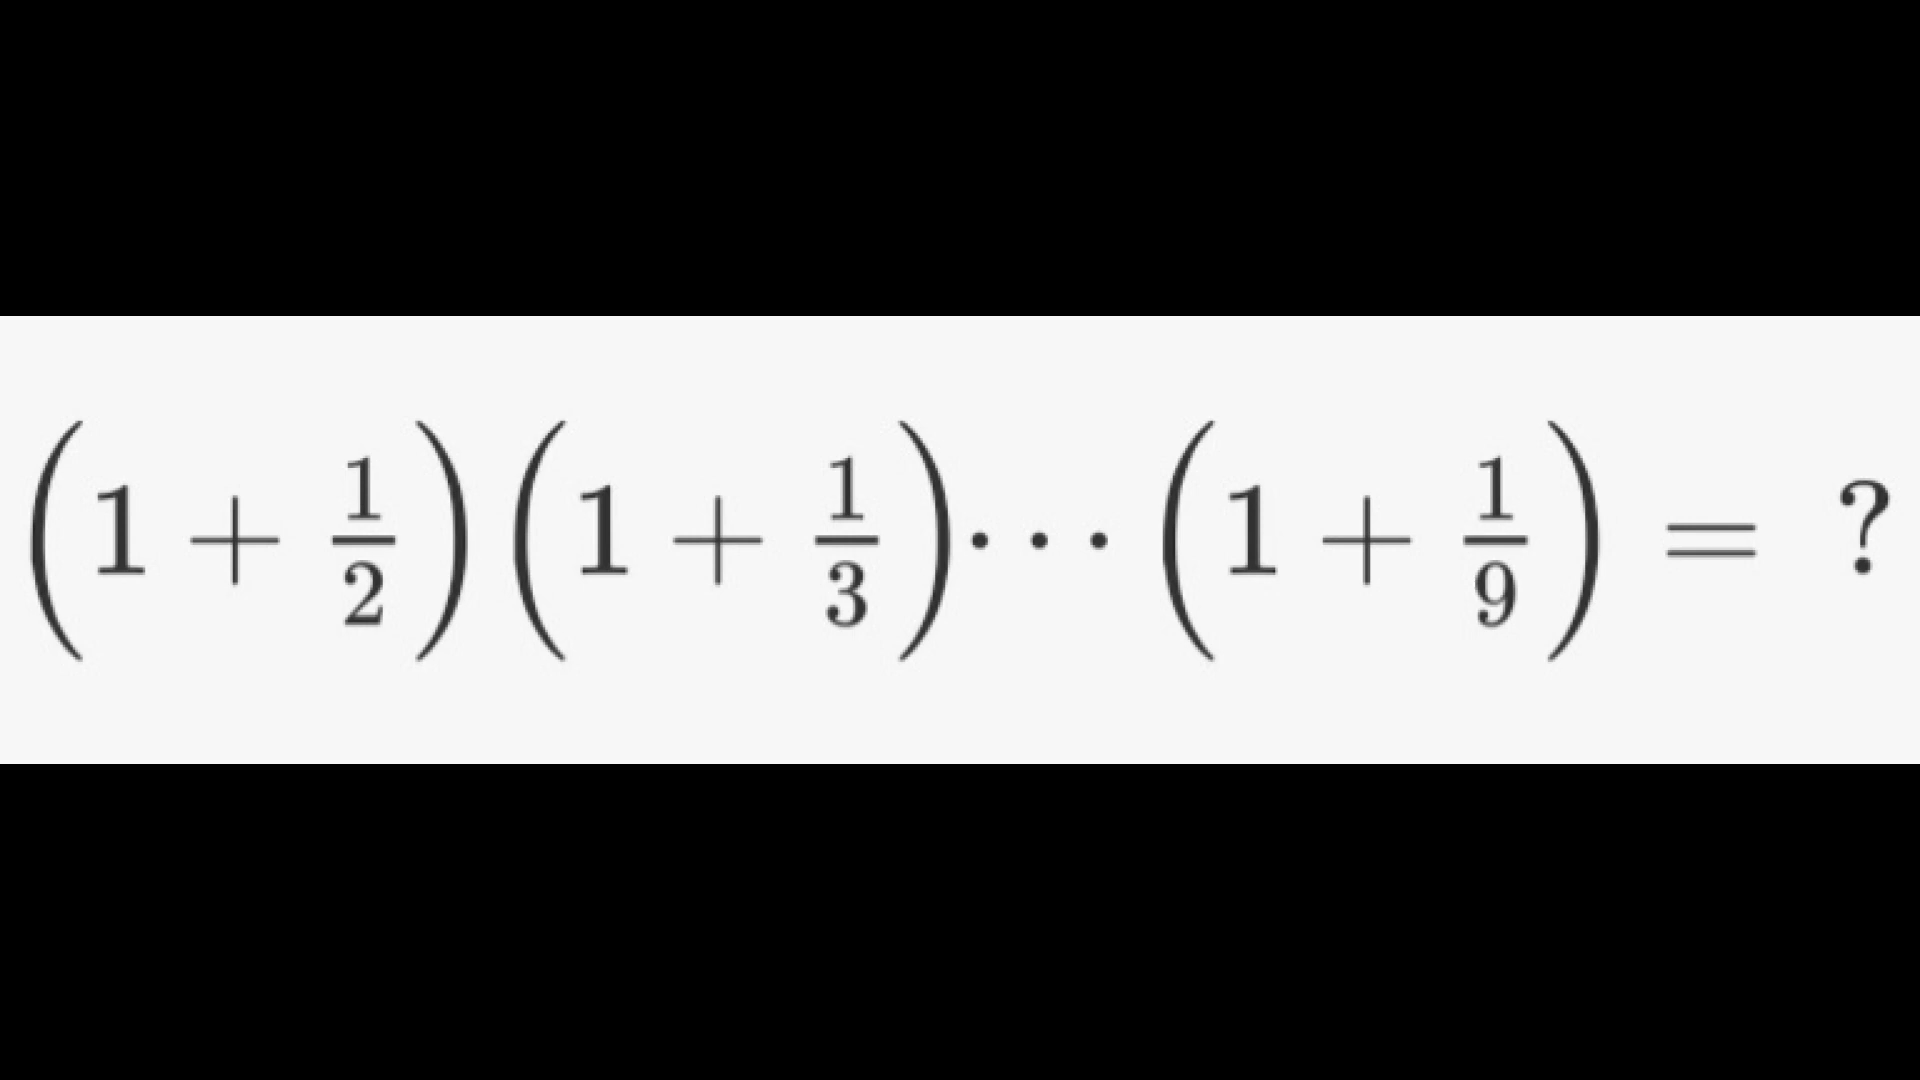 (1 + 1/2)(1 + 1/3)···(1 + 1/9) = ?